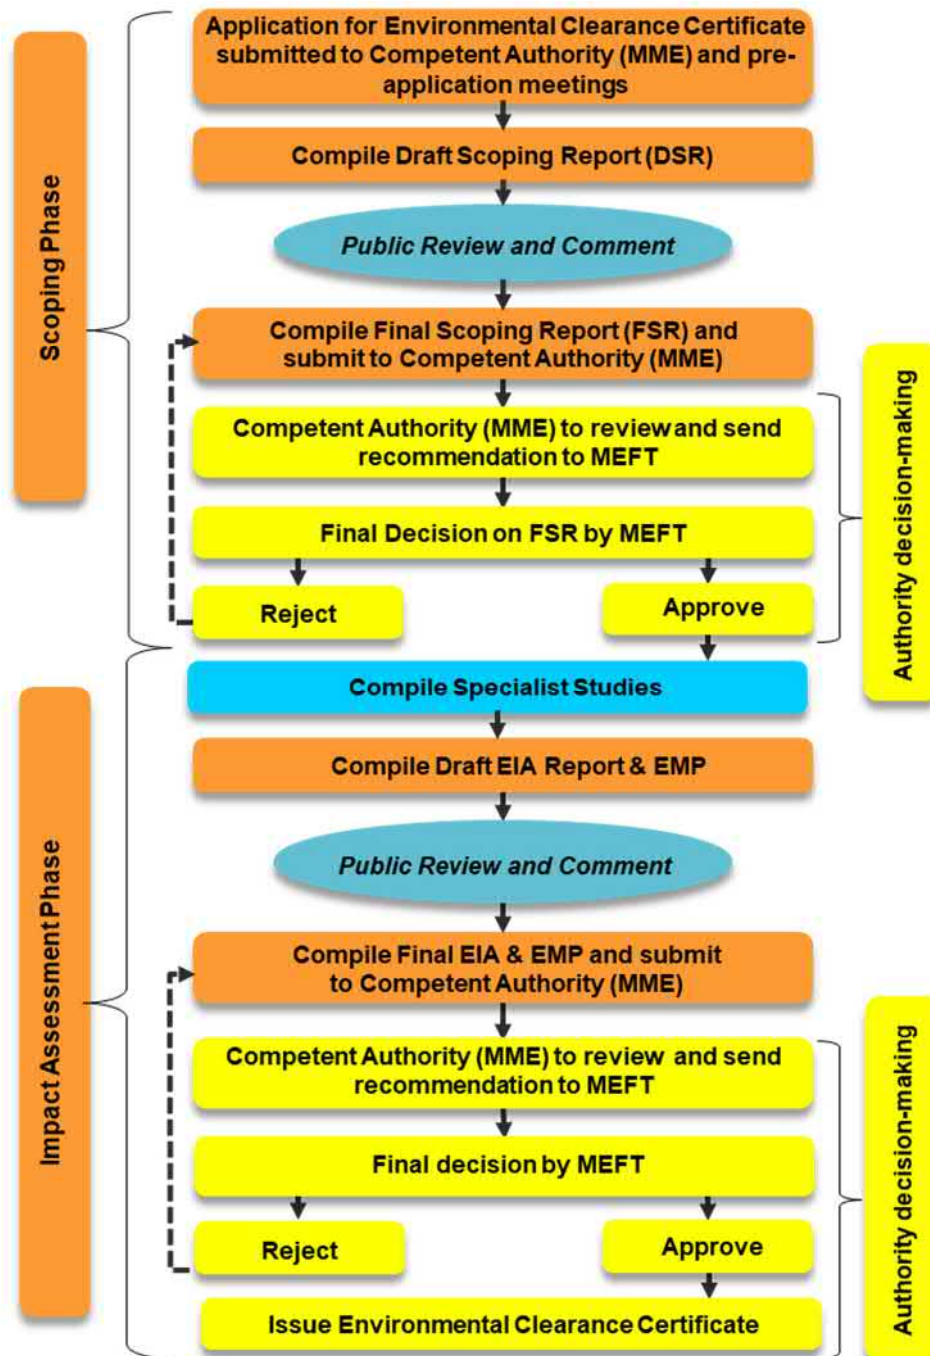 Application for Environmental Clearance Certificate
submitted to Competent Authority (MME) and pre-
application meetings
Compile Draft Scoping Report (DSR)
Public Review and Comment
Scoping Phase
Compile Final Scoping Report (FSR) and
submit to Competent Authority (MME)
Competent Authority (MME) to review and send
recommendation to MEFT
Final Decision on FSR by MEFT
Reject
Approve
Authority decision-making
Compile Specialist Studies
Compile Draft EIA Report & EMP
Public Review and Comment
Impact Assessment Phase
Compile Final EIA & EMP and submit
to Competent Authority (MME)
Competent Authority (MME) to review and send
recommendation to MEFT
Final decision by MEFT
Reject
Approve
Issue Environmental Clearance Certificate
Authority decision-making